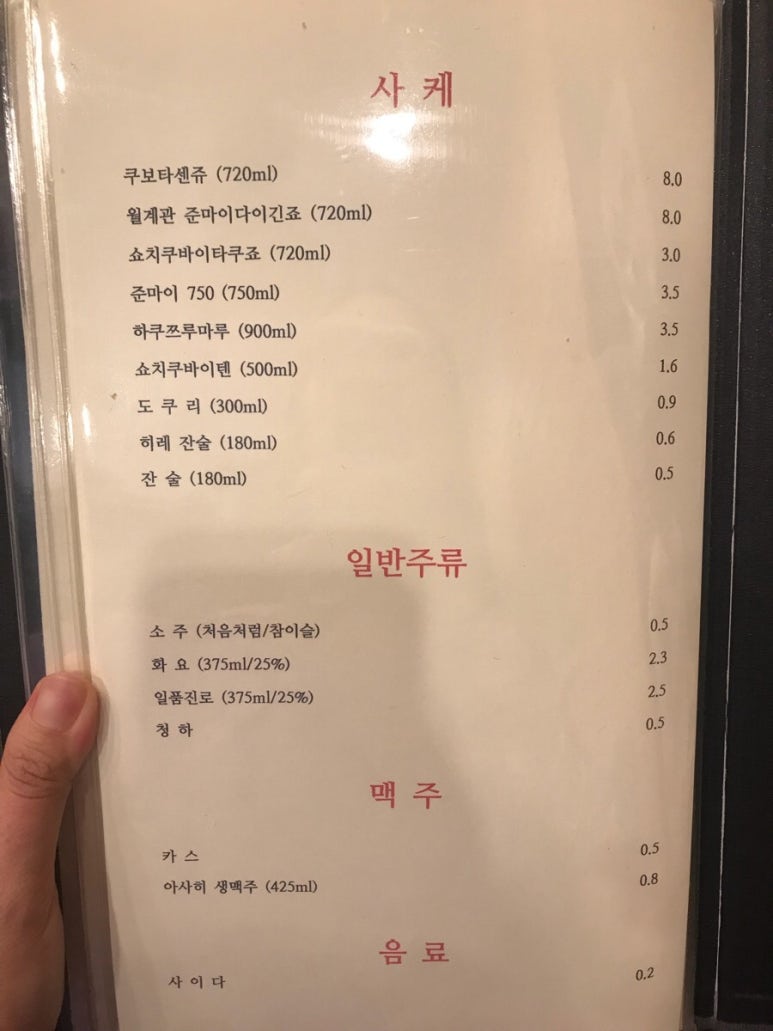 사 케
쿠보타센쥬 (720ml) 8.0
월계관 준마이다이긴죠 (720ml) 8.0
쇼치쿠바이타쿠죠 (720ml) 3.0
준마이 750 (750ml) 3.5
하쿠쯔루마루 (900ml) 3.5
쇼치쿠바이텐 (500ml) 1.6
도 쿠 리 (300ml) 0.9
히레 잔술 (180ml) 0.6
잔 술 (180ml) 0.5
일반주류
소 주 (처음처럼/참이슬) 0.5
화 요 (375ml/25%) 2.3
일품진로 (375ml/25%) 2.5
청 하 0.5
맥 주
카 스 0.5
아사히 생맥주 (425ml) 0.8
음 료
사 이 다 0.2